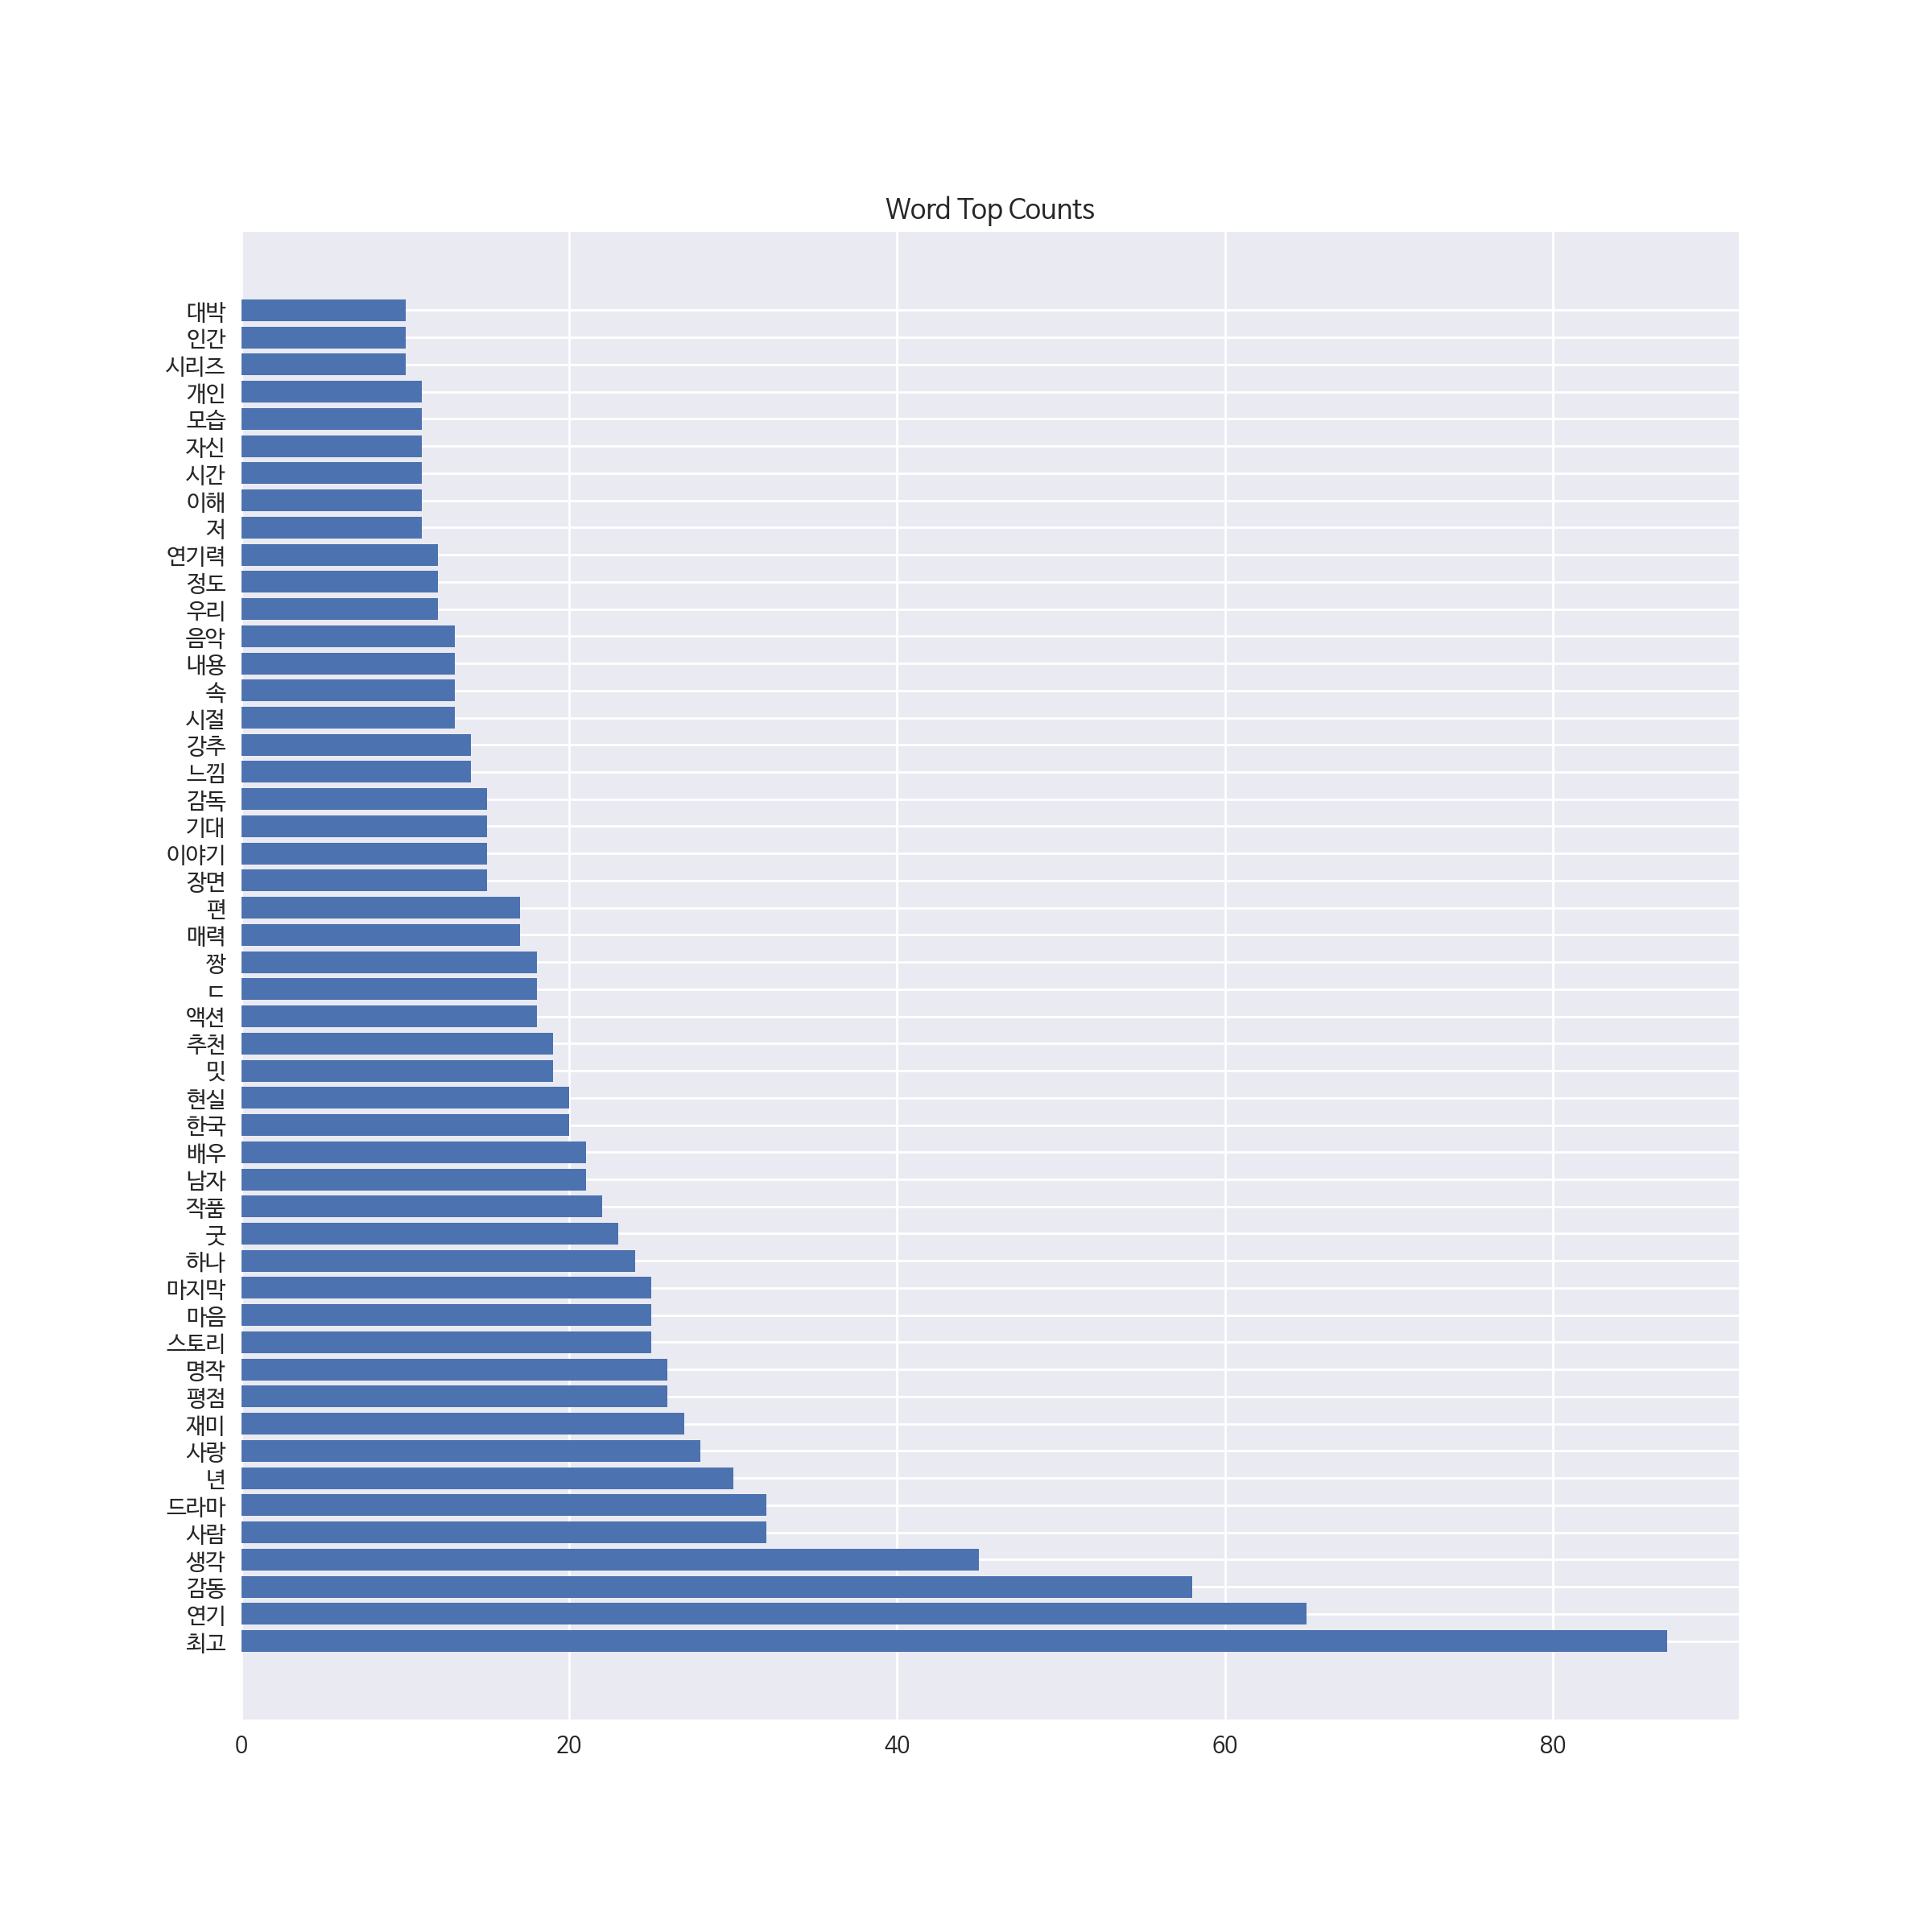 Word Top Counts
대박
인간
시리즈
개인
모습
자신
시간
이해
저
연기력
정도
우리
음악
내용
속
시절
강추
느낌
감독
기대
이야기
장면
편
매력
짱
ㄷ
액션
추천
밋
현실
한국
배우
남자
작품
굿
하나
마지막
마음
스토리
명작
평점
재미
사랑
년
드라마
사람
생각
감동
연기
최고
0 20 40 60 80